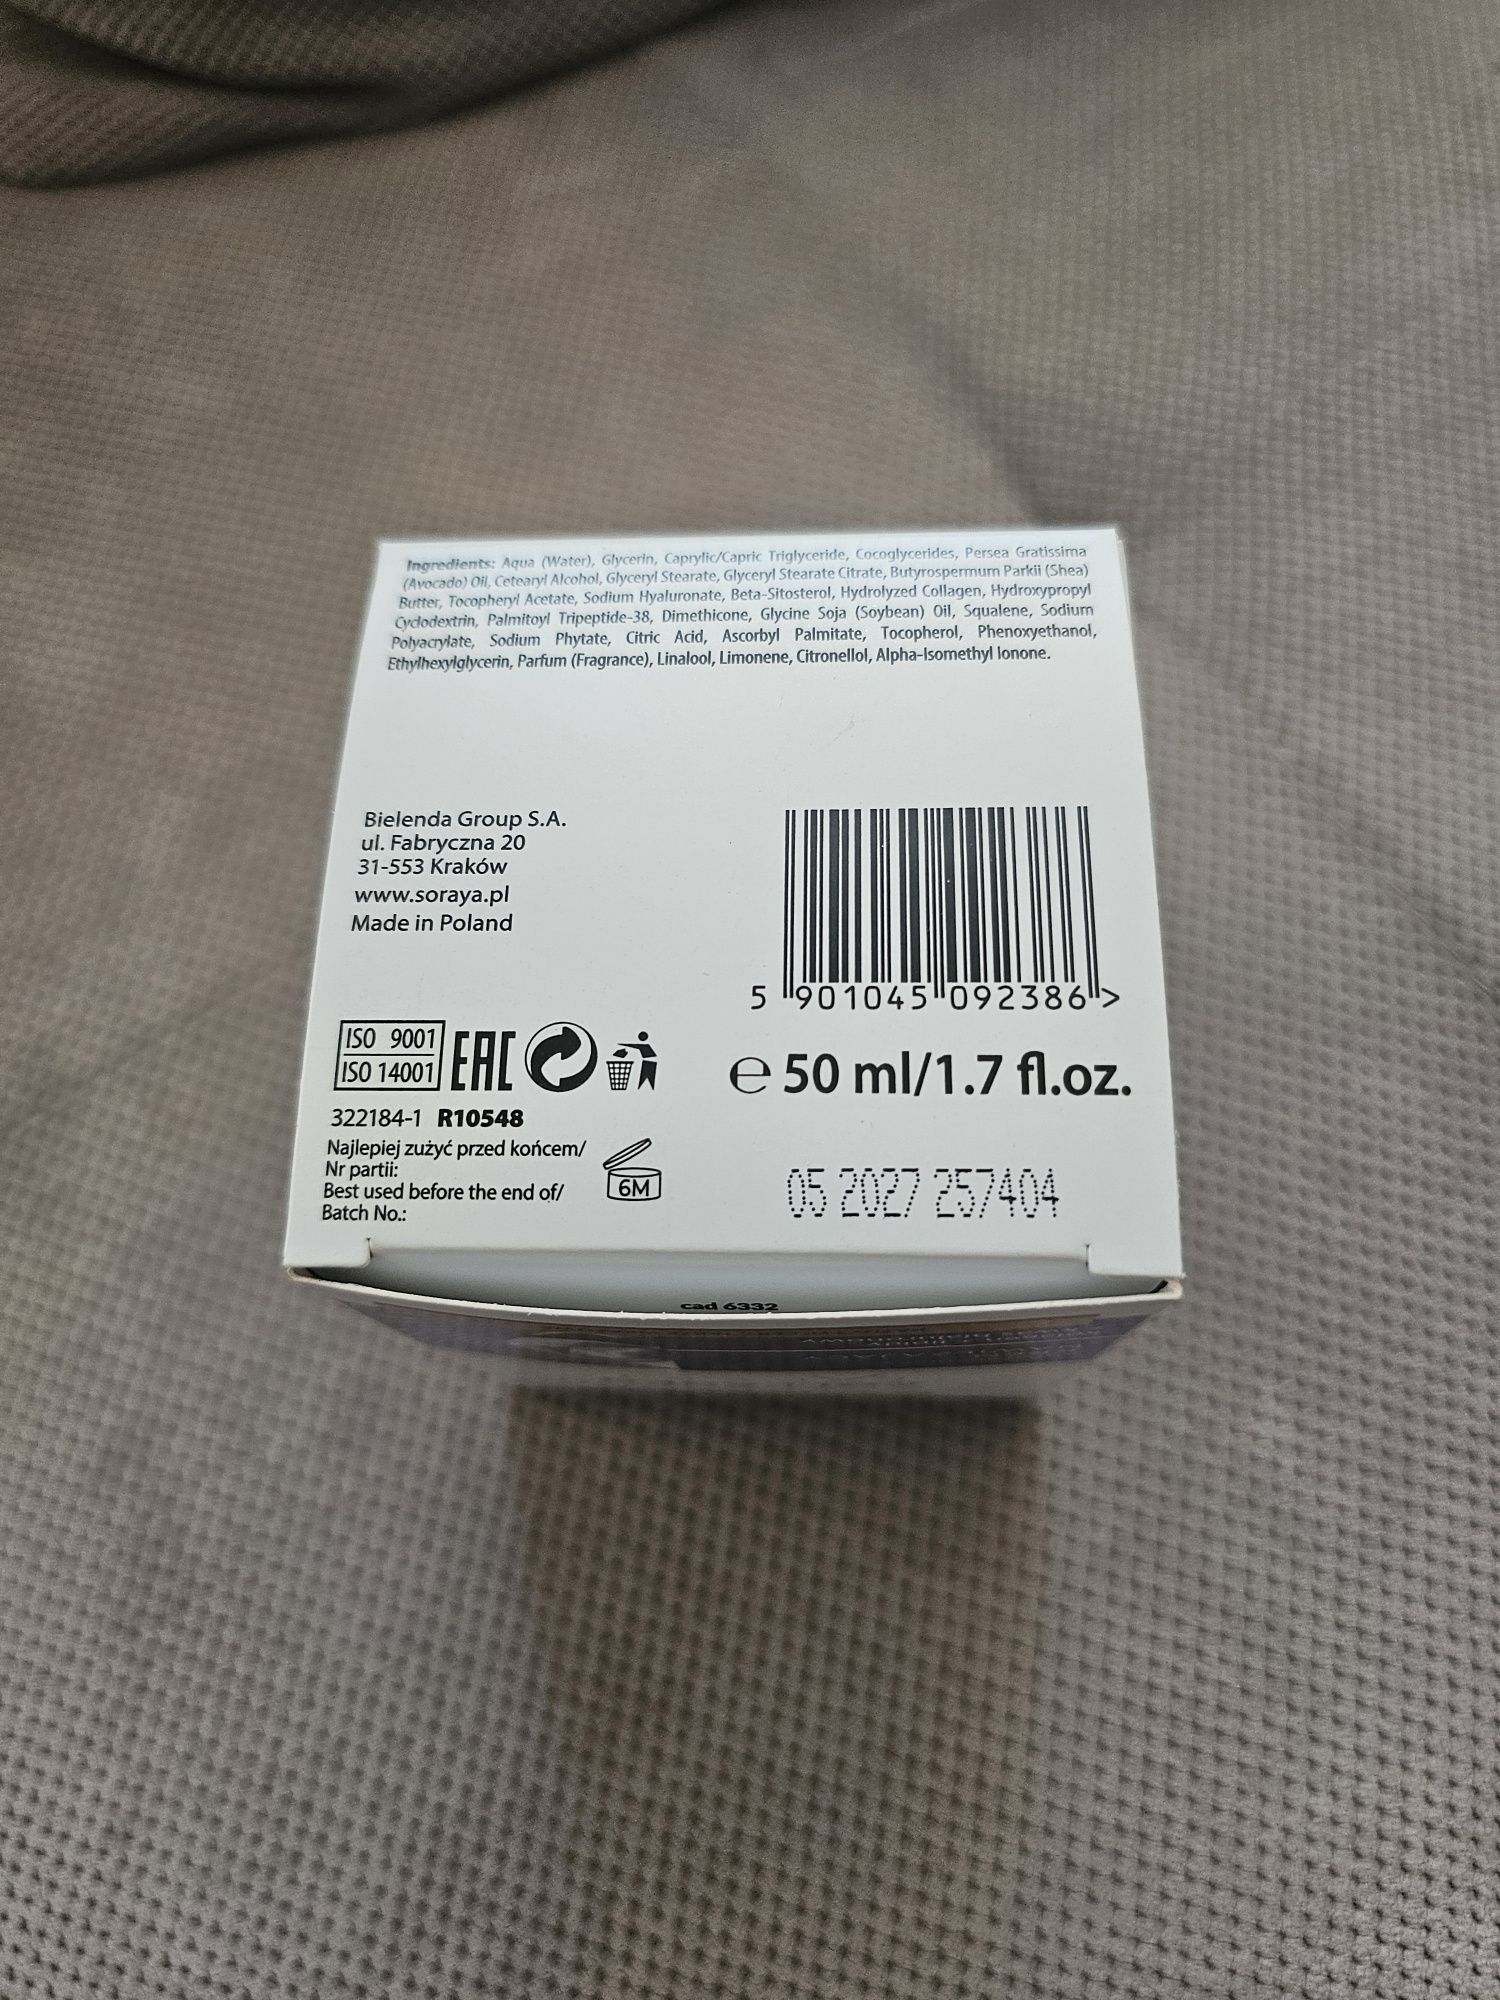 Ingredients: Aqua (Water), Glycerin, Caprylic/Capric Triglyceride, Cocoglycerides, Persea Gratissima
(Avocado) Oil, Cetearyl Alcohol, Glyceryl Stearate, Glyceryl Stearate Citrate, Butyrospermum Parkii (Shea)
Butter, Tocopheryl Acetate, Sodium Hyaluronate, Beta-Sitosterol, Hydrolyzed Collagen, Hydroxypropyl
Cyclodextrin, Palmitoyl Tripeptide-38, Dimethicone, Glycine Soja (Soybean) Oil, Squalene, Sodium
Polyacrylate, Sodium Phytate, Citric Acid, Ascorbyl Palmitate, Tocopherol, Phenoxyethanol,
Ethylhexylglycerin, Parfum (Fragrance), Linalool, Limonene, Citronellol, Alpha-Isomethyl Ionone.
Bielenda Group S.A.
ul. Fabryczna 20
31-553 Kraków
www.soraya.pl
Made in Poland
5 901045 092386 >
ISO 9001
ISO 14001
EAC
e 50 ml/1.7 fl.oz.
322184-1 R10548
Najlepiej zużyć przed końcem/
Nr partii:
Best used before the end of/
Batch No.:
6M
05 2027 257404
cad 6332